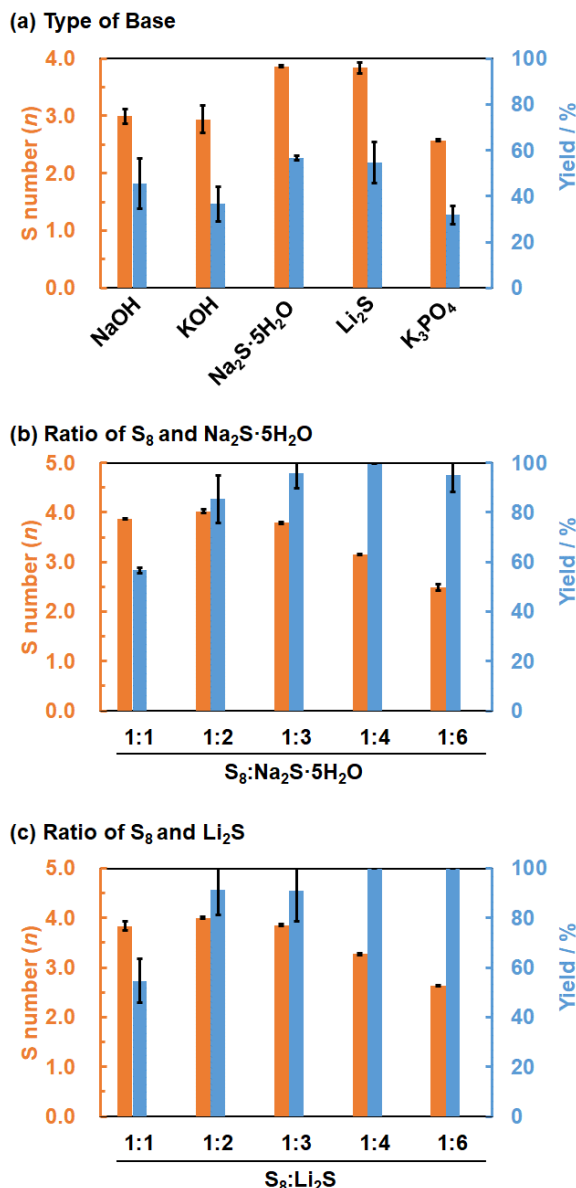 (a) Type of Base
4.0
3.0
2.0
1.0
0.0
S number (n)
100
80
60
40
20
0
Yield / %
NaOH
KOH
Na₂S·5H₂O
Li₂S
K₃PO₄
(b) Ratio of S₈ and Na₂S·5H₂O
5.0
4.0
3.0
2.0
1.0
0.0
S number (n)
100
80
60
40
20
0
Yield / %
1:1 1:2 1:3 1:4 1:6
S₈:Na₂S·5H₂O
(c) Ratio of S₈ and Li₂S
5.0
4.0
3.0
2.0
1.0
0.0
S number (n)
100
80
60
40
20
0
Yield / %
1:1 1:2 1:3 1:4 1:6
S₈:Li₂S